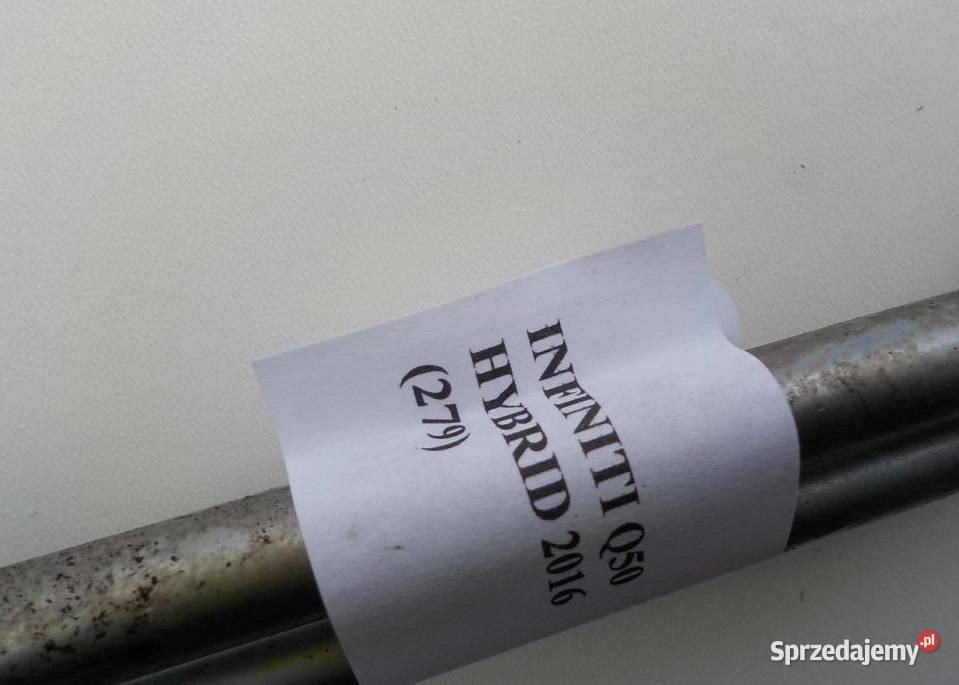 INFINITI Q50
HYBRID 2016
(279)
Sprzedajemy.pl